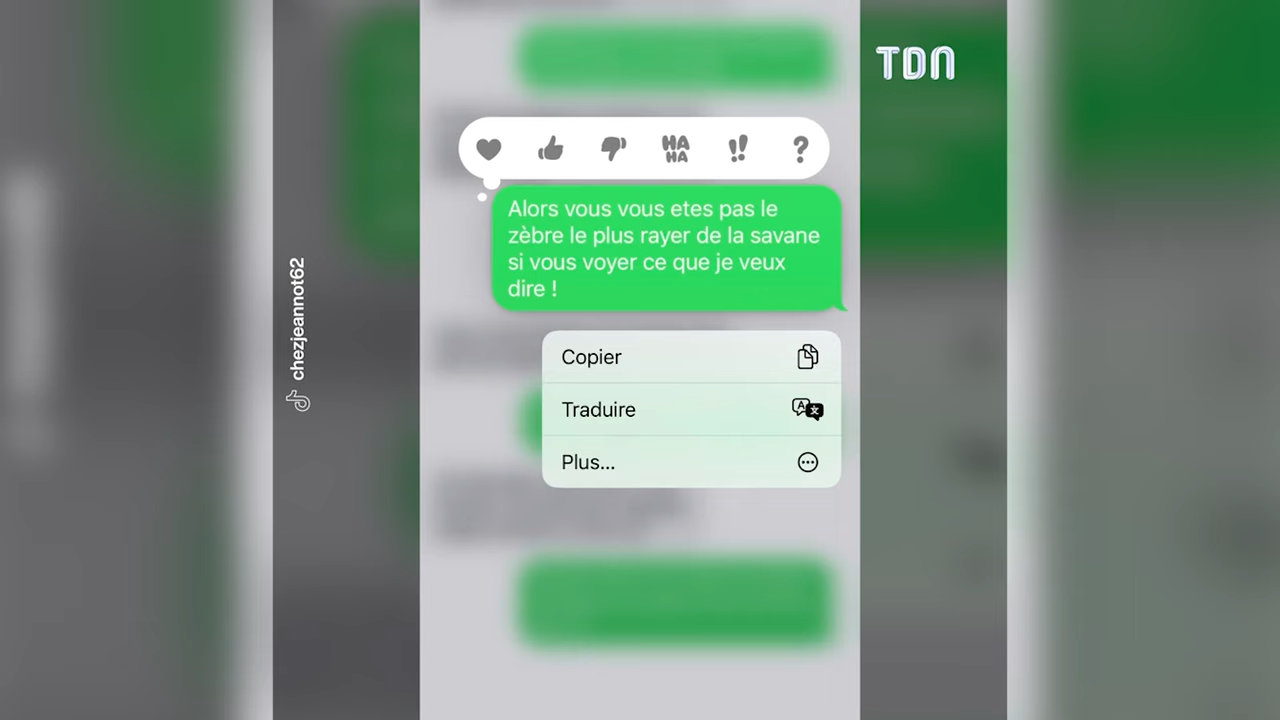 TDN
HA
HA
!!
?
Alors vous vous etes pas le
zèbre le plus rayer de la savane
si vous voyer ce que je veux
dire !
chezjeannot62
Copier
Traduire
Plus...